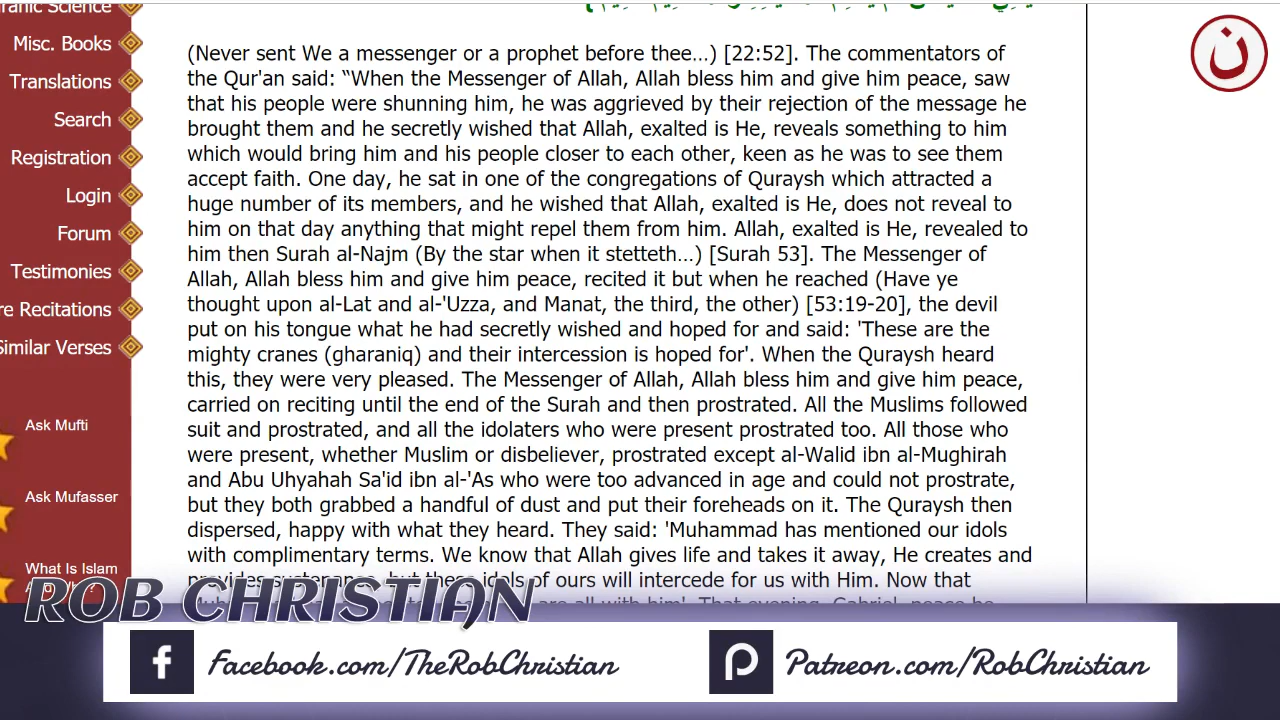 ranic Science
Misc. Books
Translations
Search
Registration
Login
Forum
Testimonies
re Recitations
Similar Verses
Ask Mufti
Ask Mufasser
What Is Islam
(Never sent We a messenger or a prophet before thee…) [22:52]. The commentators of
the Qur'an said: “When the Messenger of Allah, Allah bless him and give him peace, saw
that his people were shunning him, he was aggrieved by their rejection of the message he
brought them and he secretly wished that Allah, exalted is He, reveals something to him
which would bring him and his people closer to each other, keen as he was to see them
accept faith. One day, he sat in one of the congregations of Quraysh which attracted a
huge number of its members, and he wished that Allah, exalted is He, does not reveal to
him on that day anything that might repel them from him. Allah, exalted is He, revealed to
him then Surah al-Najm (By the star when it stetteth…) [Surah 53]. The Messenger of
Allah, Allah bless him and give him peace, recited it but when he reached (Have ye
thought upon al-Lat and al-'Uzza, and Manat, the third, the other) [53:19-20], the devil
put on his tongue what he had secretly wished and hoped for and said: 'These are the
mighty cranes (gharaniq) and their intercession is hoped for'. When the Quraysh heard
this, they were very pleased. The Messenger of Allah, Allah bless him and give him peace,
carried on reciting until the end of the Surah and then prostrated. All the Muslims followed
suit and prostrated, and all the idolaters who were present prostrated too. All those who
were present, whether Muslim or disbeliever, prostrated except al-Walid ibn al-Mughirah
and Abu Uhyahah Sa'id ibn al-'As who were too advanced in age and could not prostrate,
but they both grabbed a handful of dust and put their foreheads on it. The Quraysh then
dispersed, happy with what they heard. They said: 'Muhammad has mentioned our idols
with complimentary terms. We know that Allah gives life and takes it away, He creates and
provides sustenance, but these idols of ours will intercede for us with Him. Now that
are all with him'. That evening, Gabriel, peace be
ن
ROB CHRISTIAN
Facebook.com/TheRobChristian
Patreon.com/RobChristian